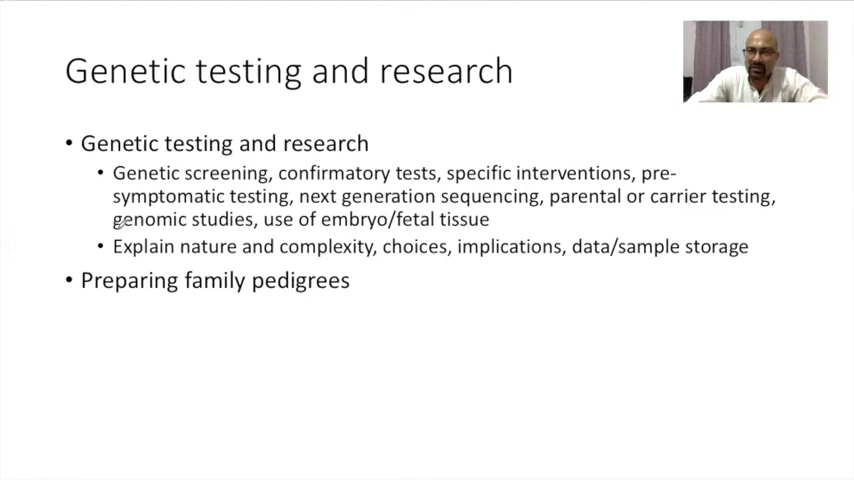 Genetic testing and research
• Genetic testing and research
• Genetic screening, confirmatory tests, specific interventions, pre-
symptomatic testing, next generation sequencing, parental or carrier testing,
genomic studies, use of embryo/fetal tissue
• Explain nature and complexity, choices, implications, data/sample storage
• Preparing family pedigrees